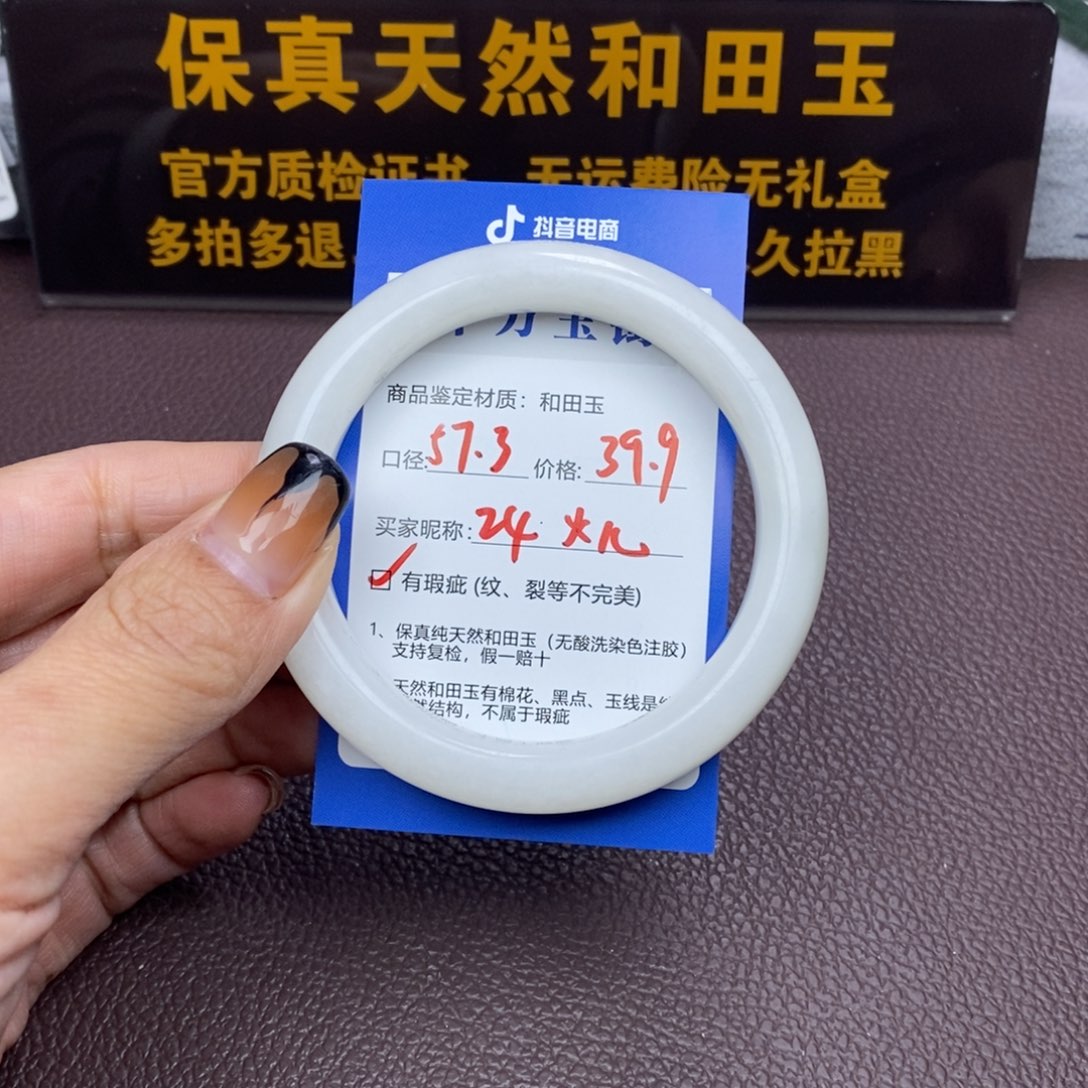 保真天然和田玉
官方质检证书 无运费险无礼盒
多拍多退 久拉黑
抖音电商
商品鉴定材质：和田玉
口径:57.3 价格:39.9
买家昵称:24
有瑕疵 (纹、裂等不完美)
1、保真纯天然和田玉（无酸洗染色注胶）
支持复检，假一赔十
天然和田玉有棉花、黑点、玉线是
结构，不属于瑕疵